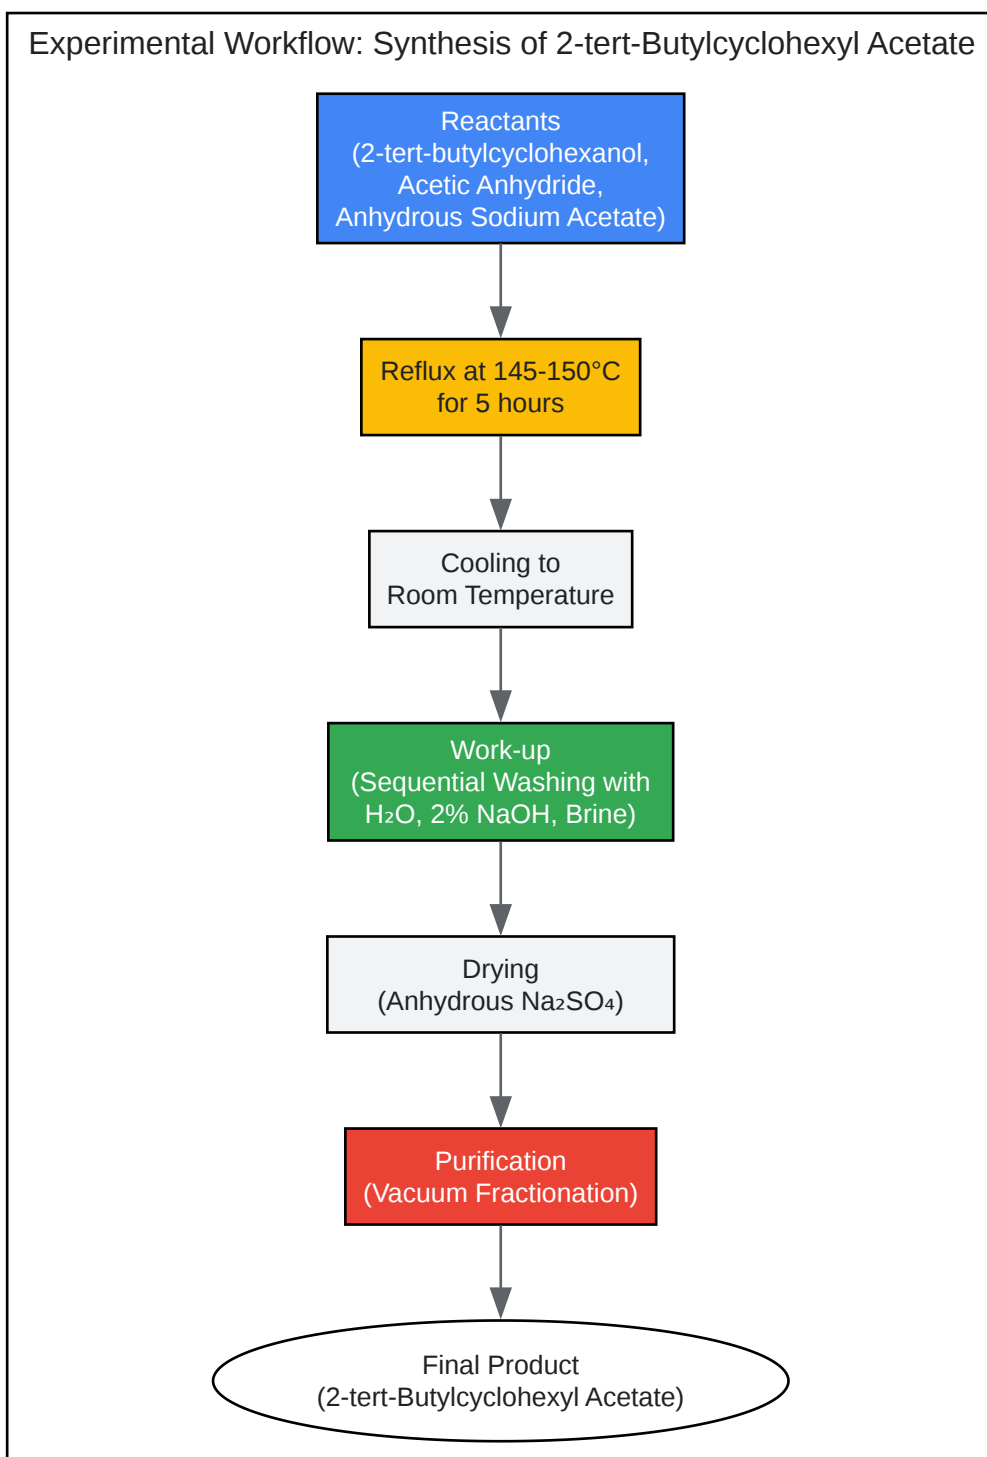 Experimental Workflow: Synthesis of 2-tert-Butylcyclohexyl Acetate
Reactants
(2-tert-butylcyclohexanol,
Acetic Anhydride,
Anhydrous Sodium Acetate)
Reflux at 145-150°C
for 5 hours
Cooling to
Room Temperature
Work-up
(Sequential Washing with
H₂O, 2% NaOH, Brine)
Drying
(Anhydrous Na₂SO₄)
Purification
(Vacuum Fractionation)
Final Product
(2-tert-Butylcyclohexyl Acetate)